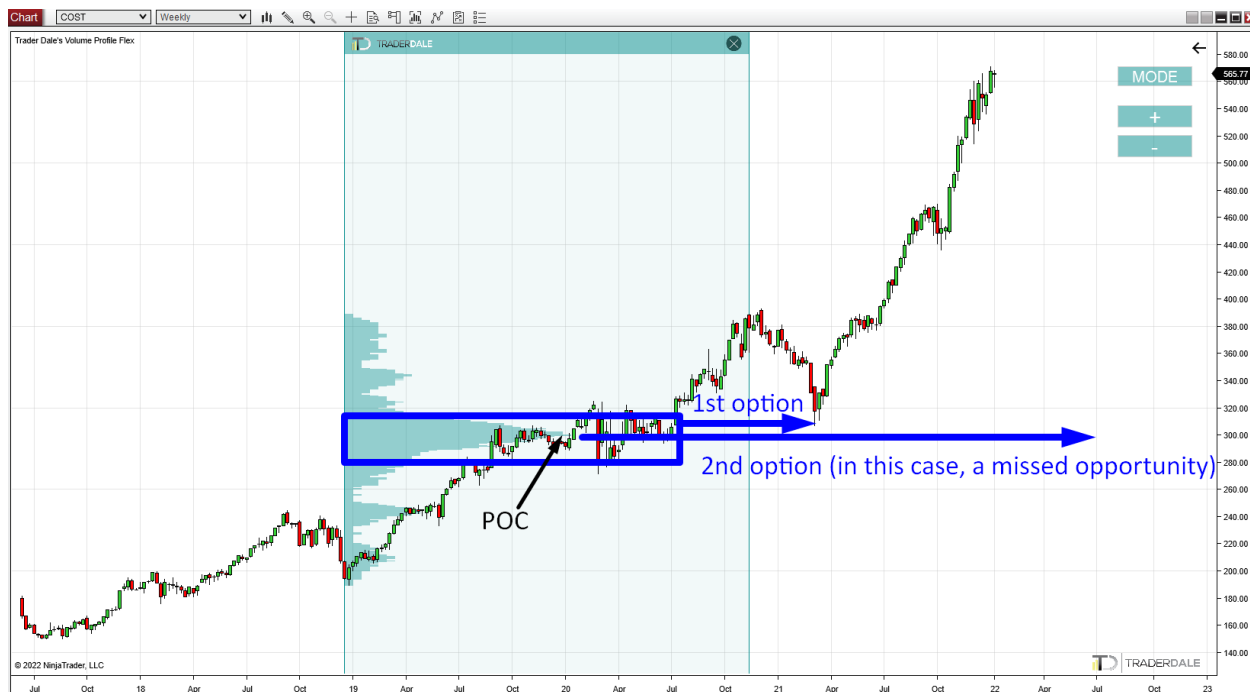 Chart COST Weekly
Trader Dale's Volume Profile Flex
TRADERDALE
580.00
565.77
560.00
540.00
520.00
500.00
480.00
460.00
440.00
420.00
400.00
380.00
360.00
340.00
320.00
300.00
280.00
260.00
240.00
220.00
200.00
180.00
160.00
140.00
MODE
+
-
1st option
2nd option (in this case, a missed opportunity)
POC
© 2022 NinjaTrader, LLC
TD TRADERDALE
Jul Oct 18 Apr Jul Oct 19 Apr Jul Oct 20 Apr Jul Oct 21 Apr Jul Oct 22 Apr Jul Oct 23